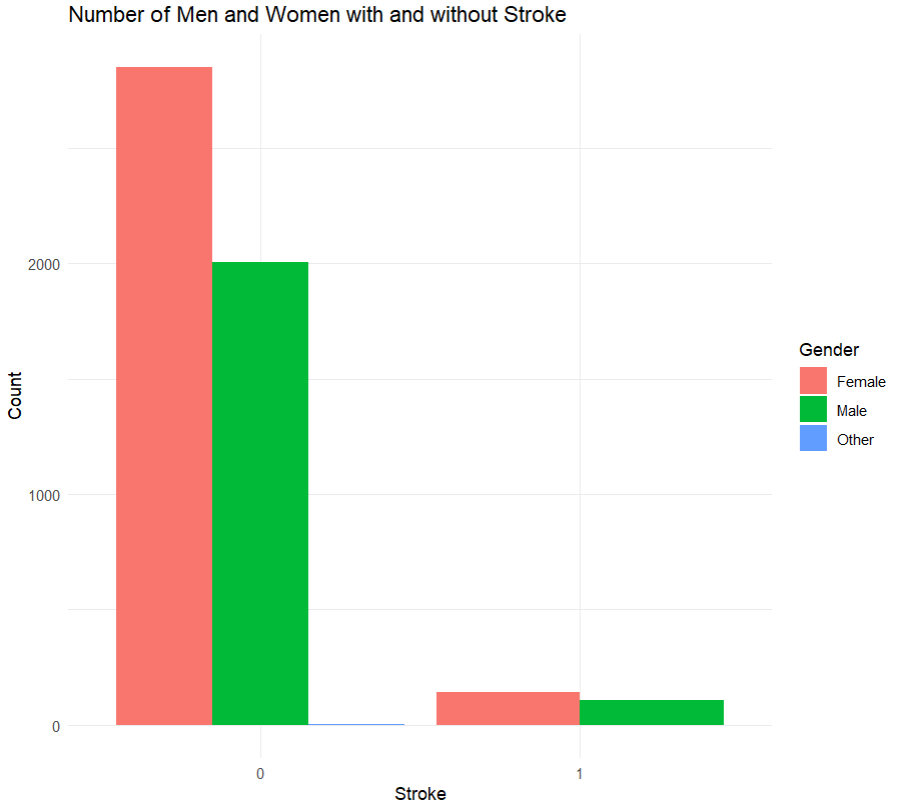 Number of Men and Women with and without Stroke
2000
1000
0
Count
0 1
Stroke
Gender
Female
Male
Other